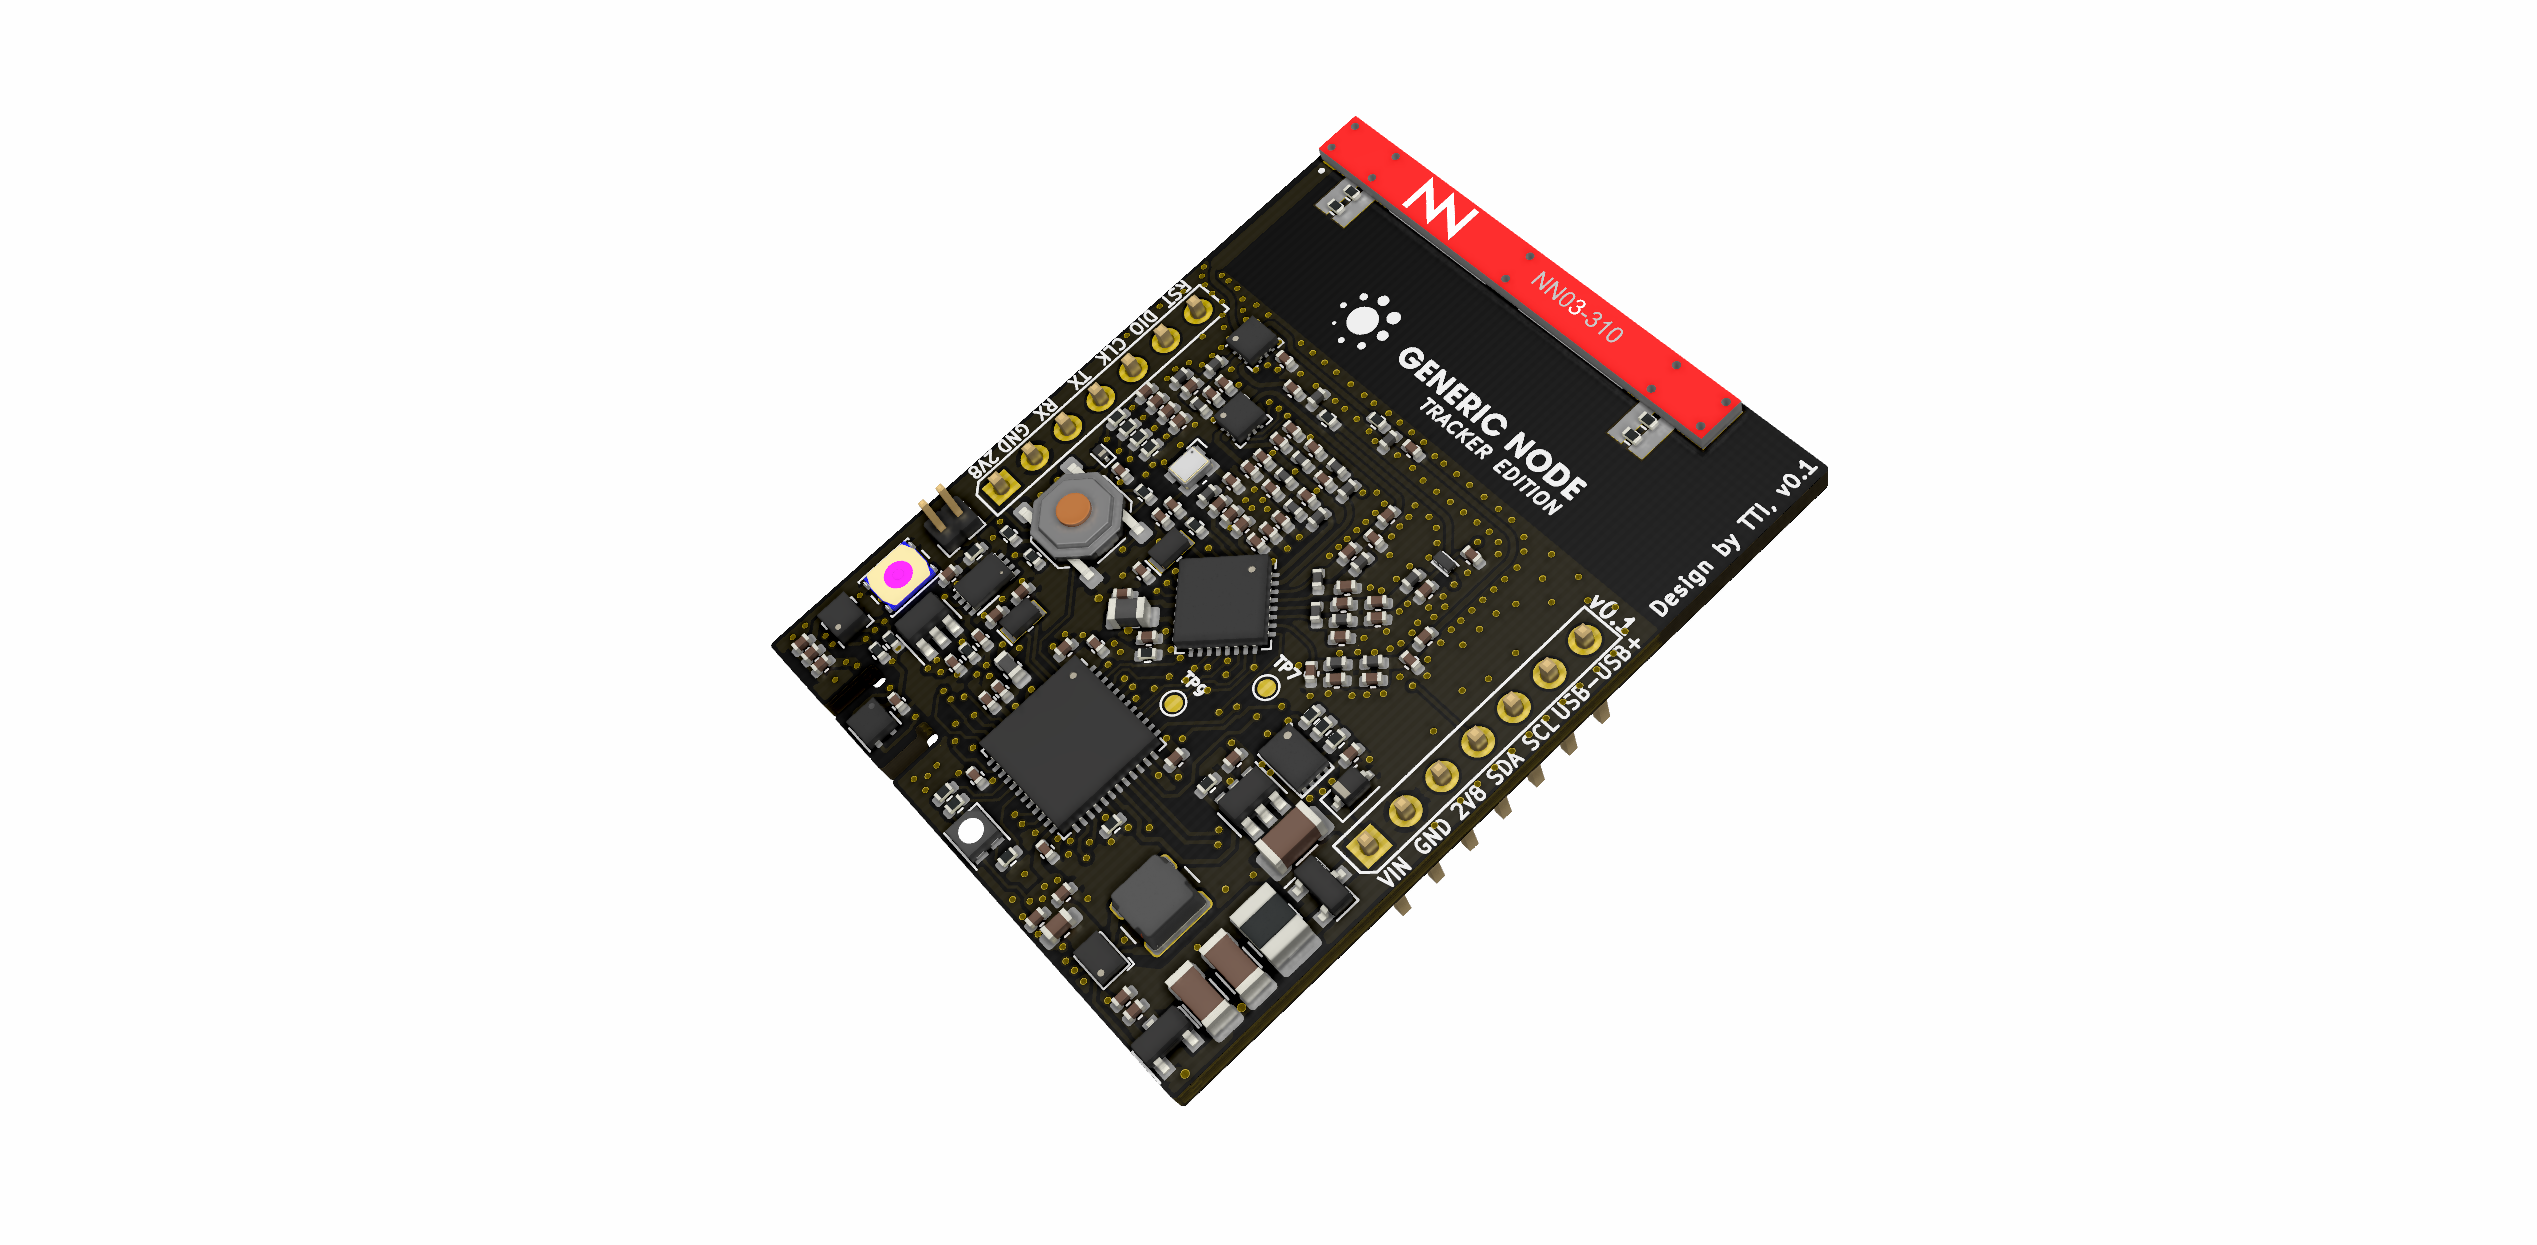 NN
NN03-310
GENERIC NODE
TRACKER EDITION
Design by TTI, v0.1
RST DIO CLK TX RX GND 2V8
TP9
TP7
v0.1
VIN GND 2V8 SDA SCL USB- USB+